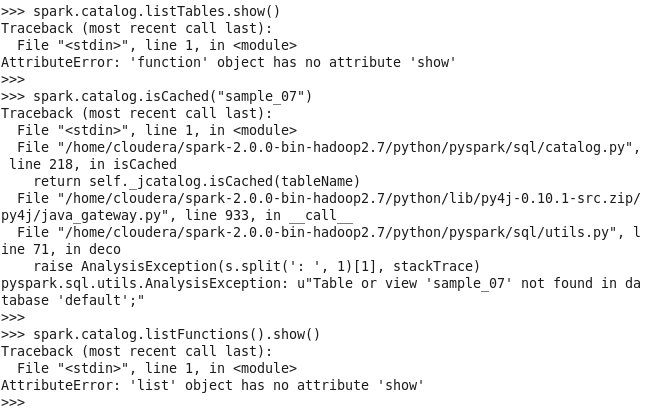 >>> spark.catalog.listTables.show()
Traceback (most recent call last):
  File "<stdin>", line 1, in <module>
AttributeError: 'function' object has no attribute 'show'
>>>
>>> spark.catalog.isCached("sample_07")
Traceback (most recent call last):
  File "<stdin>", line 1, in <module>
  File "/home/cloudera/spark-2.0.0-bin-hadoop2.7/python/pyspark/sql/catalog.py",
 line 218, in isCached
    return self._jcatalog.isCached(tableName)
  File "/home/cloudera/spark-2.0.0-bin-hadoop2.7/python/lib/py4j-0.10.1-src.zip/
py4j/java_gateway.py", line 933, in __call__
  File "/home/cloudera/spark-2.0.0-bin-hadoop2.7/python/pyspark/sql/utils.py", l
ine 71, in deco
    raise AnalysisException(s.split(': ', 1)[1], stackTrace)
pyspark.sql.utils.AnalysisException: u"Table or view 'sample_07' not found in da
tabase 'default';"
>>>
>>> spark.catalog.listFunctions().show()
Traceback (most recent call last):
  File "<stdin>", line 1, in <module>
AttributeError: 'list' object has no attribute 'show'
>>>